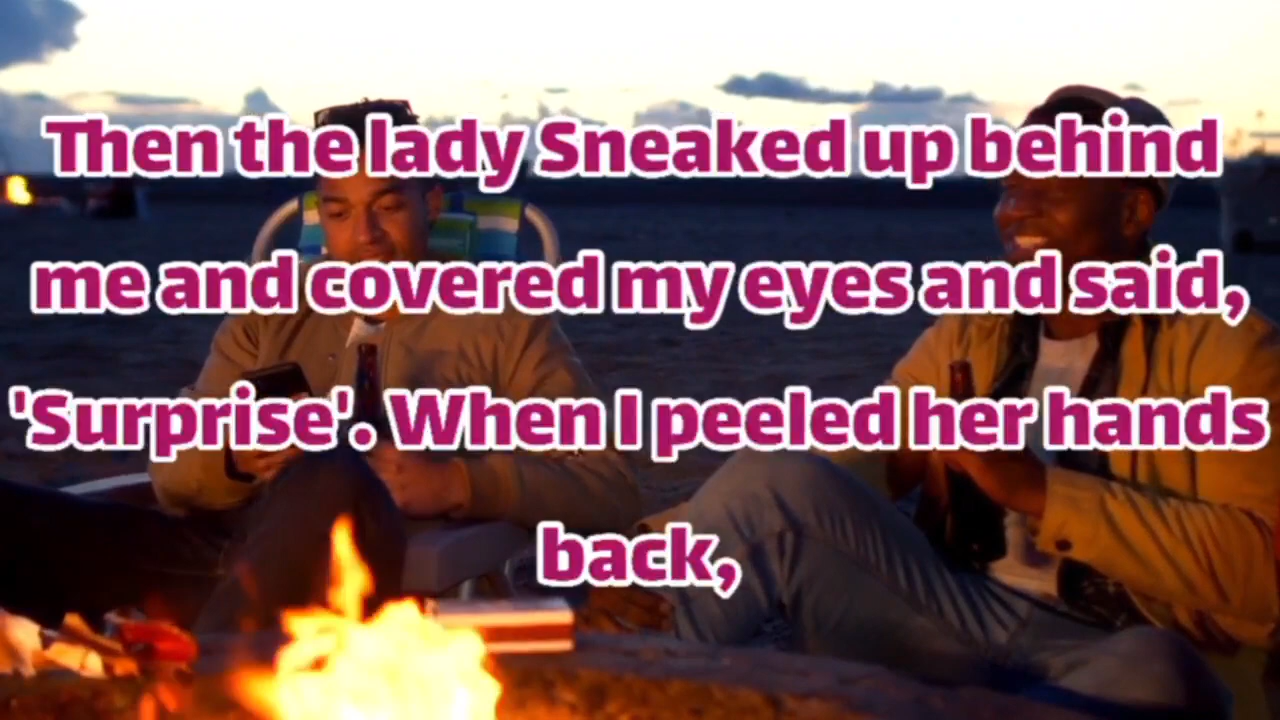 Then the lady Sneaked up behind
me and covered my eyes and said,
'Surprise'. When I peeled her hands
back,